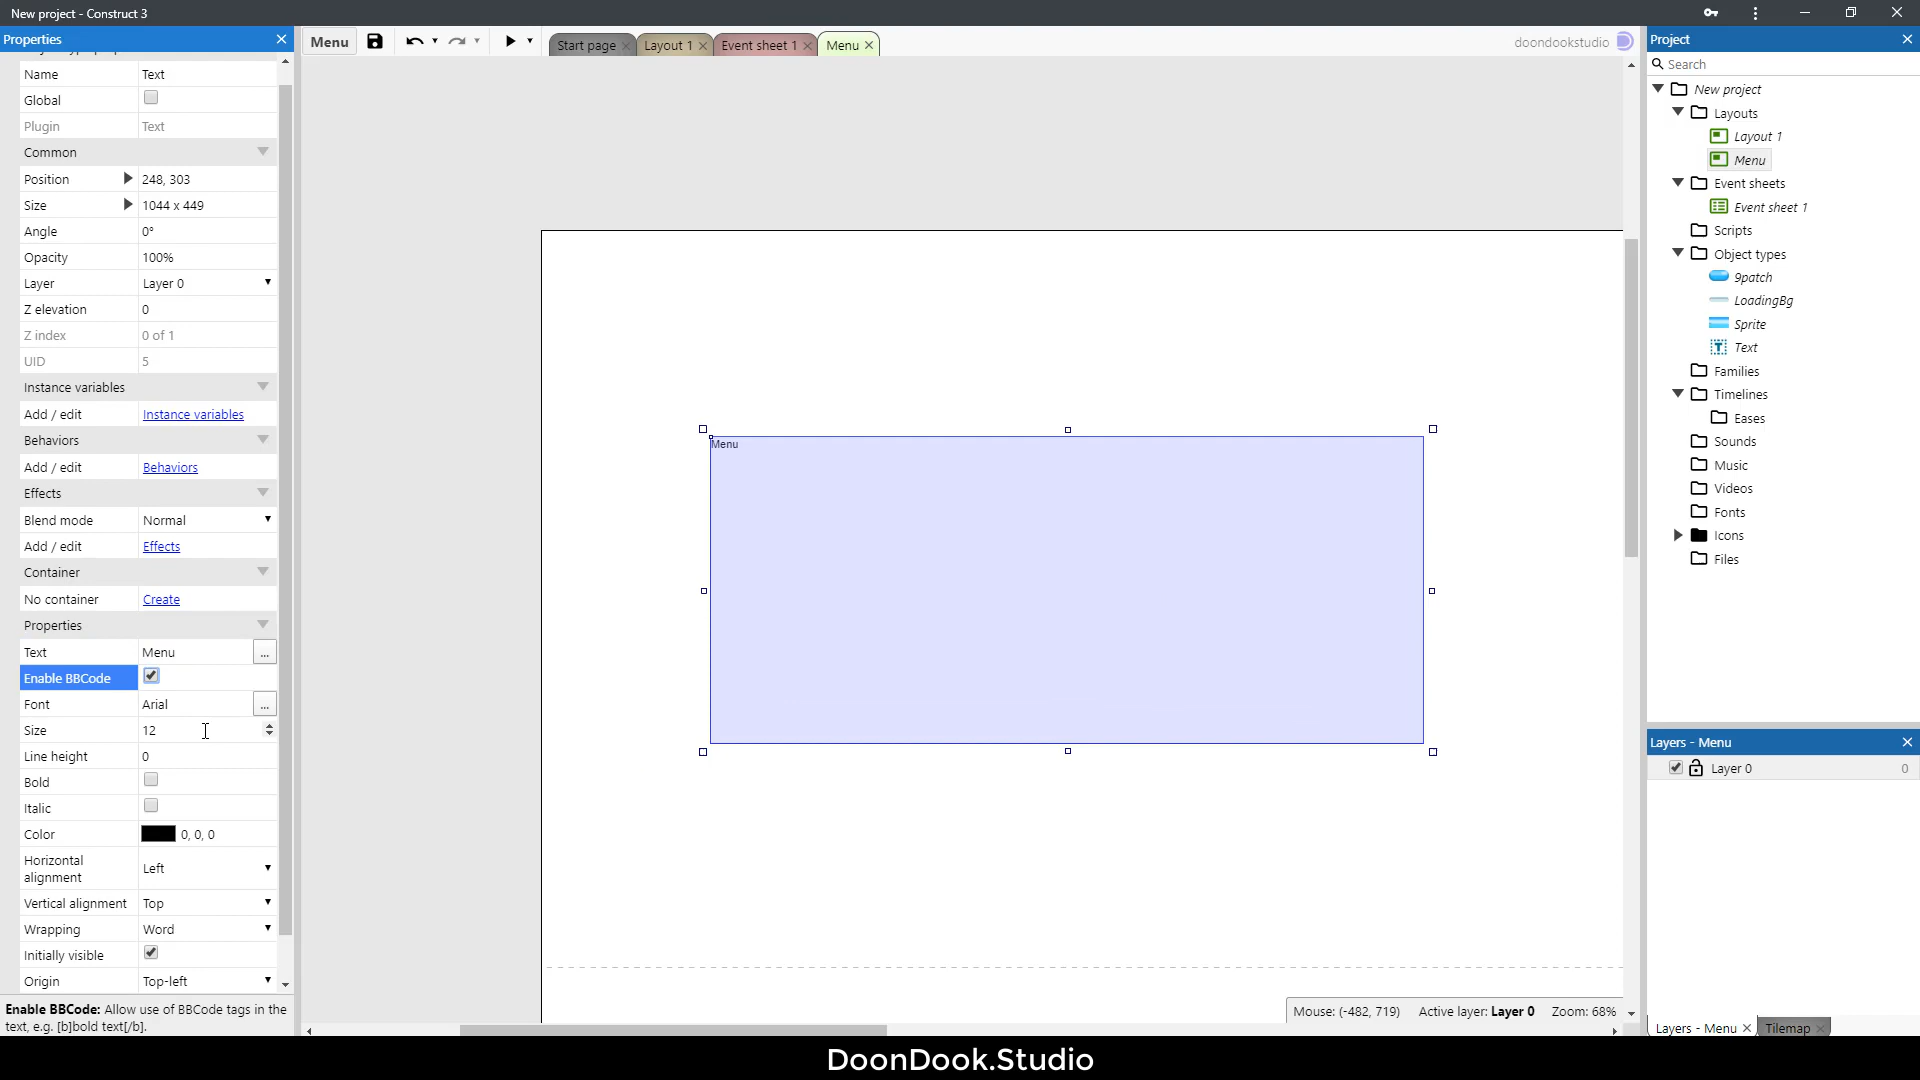 New project - Construct 3
Properties
Name Text
Global
Plugin Text
Common
Position 248, 303
Size 1044 x 449
Angle 0°
Opacity 100%
Layer Layer 0
Z elevation 0
Z index 0 of 1
UID 5
Instance variables
Add / edit Instance variables
Behaviors
Add / edit Behaviors
Effects
Blend mode Normal
Add / edit Effects
Container
No container Create
Properties
Text Menu ...
Enable BBCode
Font Arial ...
Size 12
Line height 0
Bold
Italic
Color 0, 0, 0
Horizontal alignment Left
Vertical alignment Top
Wrapping Word
Initially visible
Origin Top-left
Enable BBCode: Allow use of BBCode tags in the
text, e.g. [b]bold text[/b].
Menu
Start page Layout 1 Event sheet 1 Menu
doondookstudio
Menu
Mouse: (-482, 719) Active layer: Layer 0 Zoom: 68%
Project
Search
New project
Layouts
Layout 1
Menu
Event sheets
Event sheet 1
Scripts
Object types
9patch
LoadingBg
Sprite
Text
Families
Timelines
Eases
Sounds
Music
Videos
Fonts
Icons
Files
Layers - Menu
Layer 0 0
Layers - Menu Tilemap
DoonDook.Studio